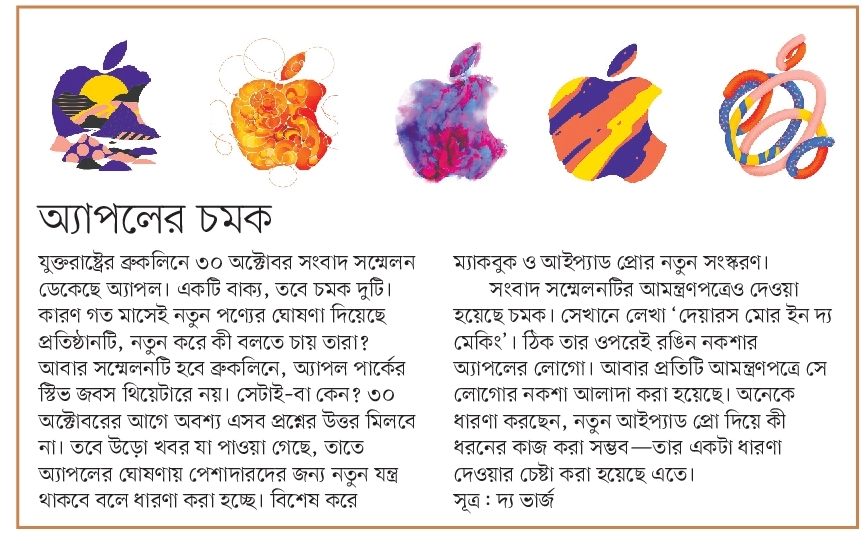 অ্যাপলের চমক
যুক্তরাষ্ট্রের ব্রুকলিনে ৩০ অক্টোবর সংবাদ সম্মেলন
ডেকেছে অ্যাপল। একটি বাক্য, তবে চমক দুটি।
কারণ গত মাসেই নতুন পণ্যের ঘোষণা দিয়েছে
প্রতিষ্ঠানটি, নতুন করে কী বলতে চায় তারা?
আবার সম্মেলনটি হবে ব্রুকলিনে, অ্যাপল পার্কের
স্টিভ জবস থিয়েটারে নয়। সেটাই-বা কেন? ৩০
অক্টোবরের আগে অবশ্য এসব প্রশ্নের উত্তর মিলবে
না। তবে উড়ো খবর যা পাওয়া গেছে, তাতে
অ্যাপলের ঘোষণায় পেশাদারদের জন্য নতুন যন্ত্র
থাকবে বলে ধারণা করা হচ্ছে। বিশেষ করে
ম্যাকবুক ও আইপ্যাড প্রোর নতুন সংস্করণ।
সংবাদ সম্মেলনটির আমন্ত্রণপত্রেও দেওয়া
হয়েছে চমক। সেখানে লেখা ‘দেয়ারস মোর ইন দ্য
মেকিং’। ঠিক তার ওপরেই রঙিন নকশার
অ্যাপলের লোগো। আবার প্রতিটি আমন্ত্রণপত্রে সে
লোগোর নকশা আলাদা করা হয়েছে। অনেকে
ধারণা করছেন, নতুন আইপ্যাড প্রো দিয়ে কী
ধরনের কাজ করা সম্ভব—তার একটা ধারণা
দেওয়ার চেষ্টা করা হয়েছে এতে।
সূত্র : দ্য ভার্জ